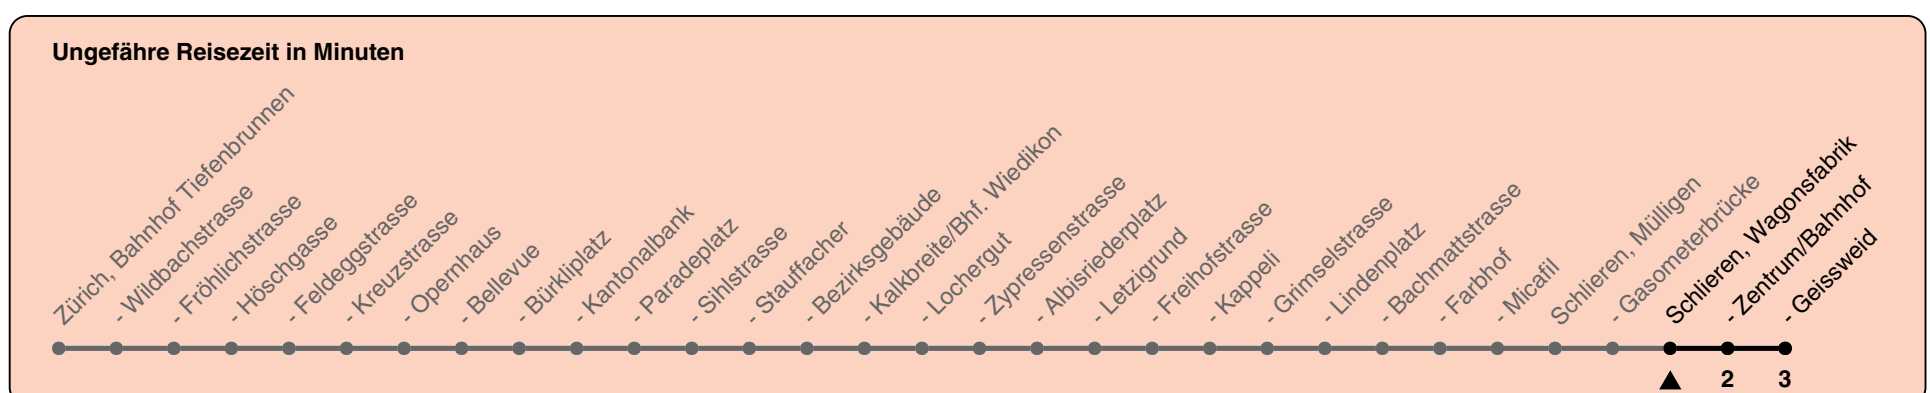 Ungefähre Reisezeit in Minuten
Zürich, Bahnhof Tiefenbrunnen
- Wildbachstrasse
- Fröhlichstrasse
- Höschgasse
- Feldeggstrasse
- Kreuzstrasse
- Opernhaus
- Bellevue
- Bürkliplatz
- Kantonalbank
- Paradeplatz
- Sihlstrasse
- Stauffacher
- Bezirksgebäude
- Kalkbreite/Bhf. Wiedikon
- Lochergut
- Zypressenstrasse
- Albisriederplatz
- Letzigrund
- Freihofstrasse
- Kappeli
- Grimselstrasse
- Lindenplatz
- Bachmattstrasse
- Farbhof
- Micafil
Schlieren, Mülligen
- Gasometerbrücke
Schlieren, Wagonsfabrik
- Zentrum/Bahnhof
- Geissweid
2 3